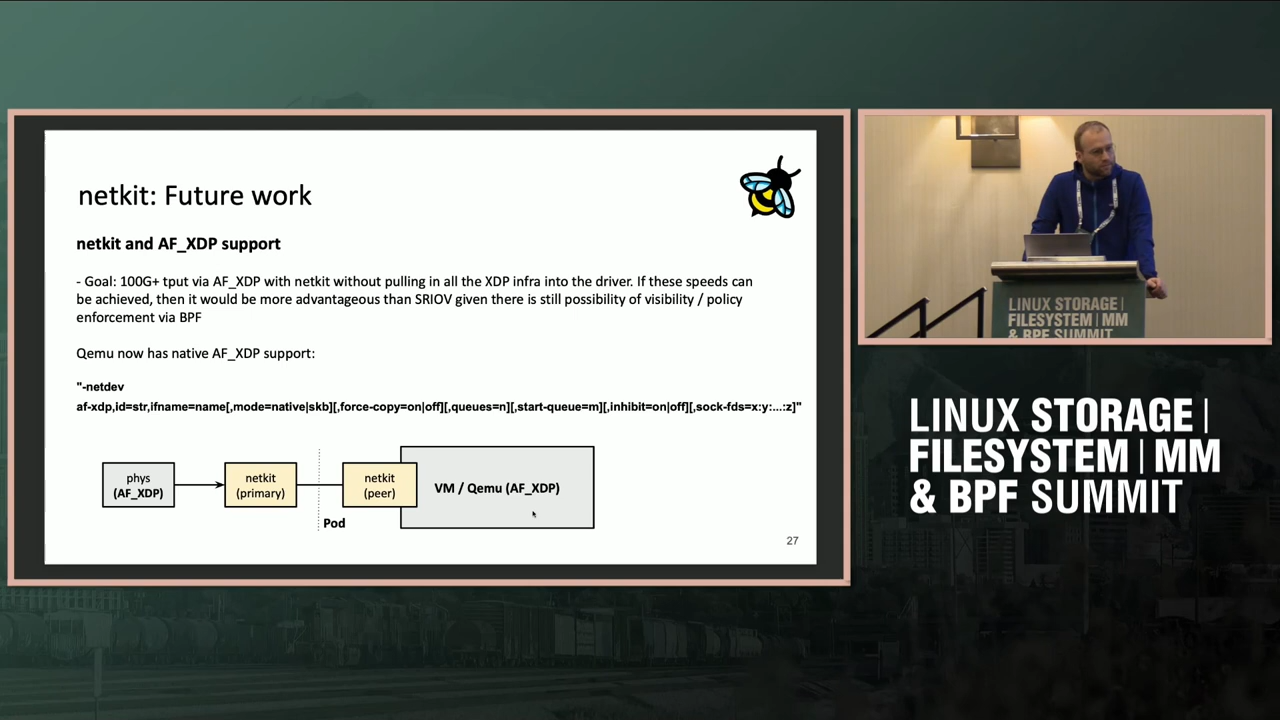 netkit: Future work
netkit and AF_XDP support
- Goal: 100G+ tput via AF_XDP with netkit without pulling in all the XDP infra into the driver. If these speeds can
be achieved, then it would be more advantageous than SRIOV given there is still possibility of visibility / policy
enforcement via BPF
Qemu now has native AF_XDP support:
"-netdev
af-xdp,id=str,ifname=name[,mode=native|skb][,force-copy=on|off][,queues=n][,start-queue=m][,inhibit=on|off][,sock-fds=x:y:...:z]"
phys
(AF_XDP)
netkit
(primary)
netkit
(peer)
VM / Qemu (AF_XDP)
Pod
27
LINUX STORAGE |
FILESYSTEM | MM
& BPF SUMMIT
LINUX STORAGE |
FILESYSTEM | MM
& BPF SUMMIT